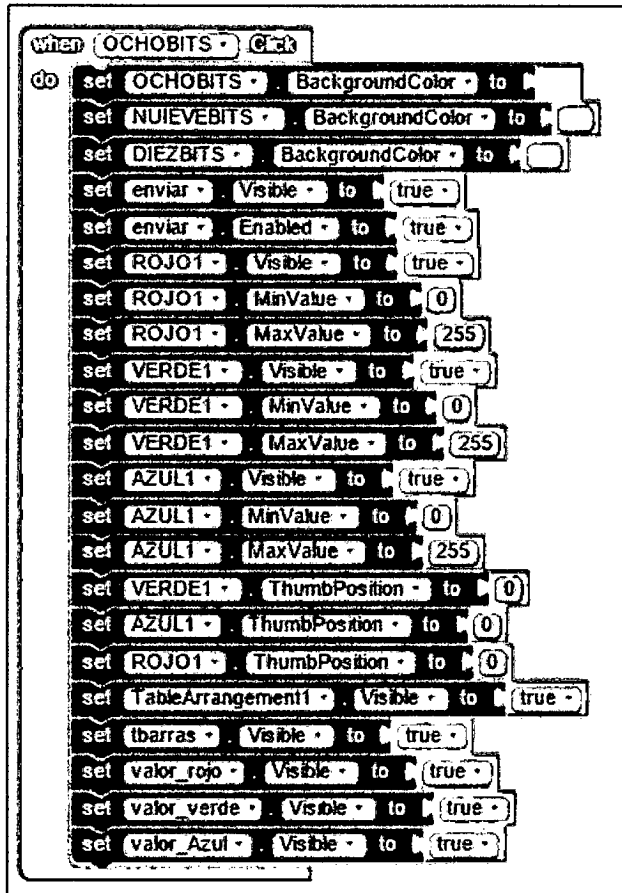 when OCHOBITS .Click
do set OCHOBITS . BackgroundColor to
set NUIEVEBITS . BackgroundColor to
set DIEZBITS . BackgroundColor to
set enviar . Visible to true
set enviar . Enabled to true
set ROJO1 . Visible to true
set ROJO1 . MinValue to 0
set ROJO1 . MaxValue to 255
set VERDE1 . Visible to true
set VERDE1 . MinValue to 0
set VERDE1 . MaxValue to 255
set AZUL1 . Visible to true
set AZUL1 . MinValue to 0
set AZUL1 . MaxValue to 255
set VERDE1 . ThumbPosition to 0
set AZUL1 . ThumbPosition to 0
set ROJO1 . ThumbPosition to 0
set TableArrangement1 . Visible to true
set tbarras . Visible to true
set valor_rojo . Visible to true
set valor_verde . Visible to true
set valor_Azul . Visible to true